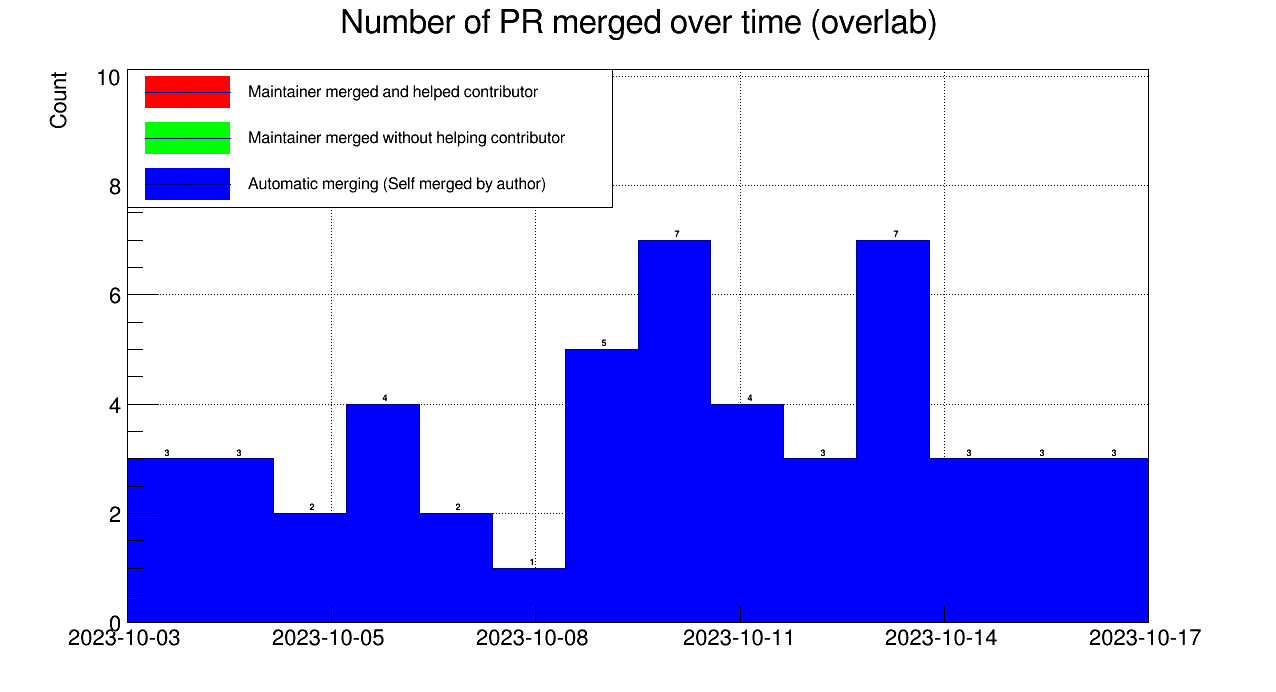 Number of PR merged over time (overlab)
Count
Maintainer merged and helped contributor
Maintainer merged without helping contributor
Automatic merging (Self merged by author)
10
8
6
4
2
0
3 3 2 4 2 1 5 7 4 3 7 3 3 3
2023-10-03 2023-10-05 2023-10-08 2023-10-11 2023-10-14 2023-10-17